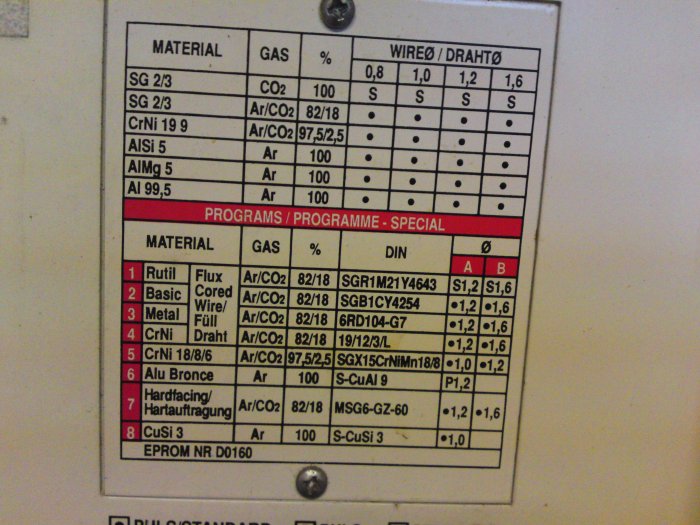 MATERIAL GAS % WIREØ / DRAHTØ
0,8 1,0 1,2 1,6
SG 2/3 CO2 100 S S S S
SG 2/3 Ar/CO2 82/18 • • • •
CrNi 19 9 Ar/CO2 97,5/2,5 • • • •
AlSi 5 Ar 100 • • • •
AlMg 5 Ar 100 • • • •
Al 99,5 Ar 100 • • • •
PROGRAMS / PROGRAMME - SPECIAL
MATERIAL GAS % DIN Ø
A B
1 Rutil Flux Ar/CO2 82/18 SGR1M21Y4643 S1,2 S1,6
2 Basic Cored Ar/CO2 82/18 SGB1CY4254 •1,2 •1,6
3 Metal Wire/ Ar/CO2 82/18 6RD104-G7 •1,2 •1,6
4 CrNi Füll Draht Ar/CO2 82/18 19/12/3/L •1,2 •1,6
5 CrNi 18/8/6 Ar/CO2 97,5/2,5 SGX15CrNiMn18/8 •1,0 •1,2
6 Alu Bronce Ar 100 S-CuAl 9 P1,2
7 Hardfacing/ Hartauftragung Ar/CO2 82/18 MSG6-GZ-60 •1,2 •1,6
8 CuSi 3 Ar 100 S-CuSi 3 •1,0
EPROM NR D0160
PULS/STANDARD